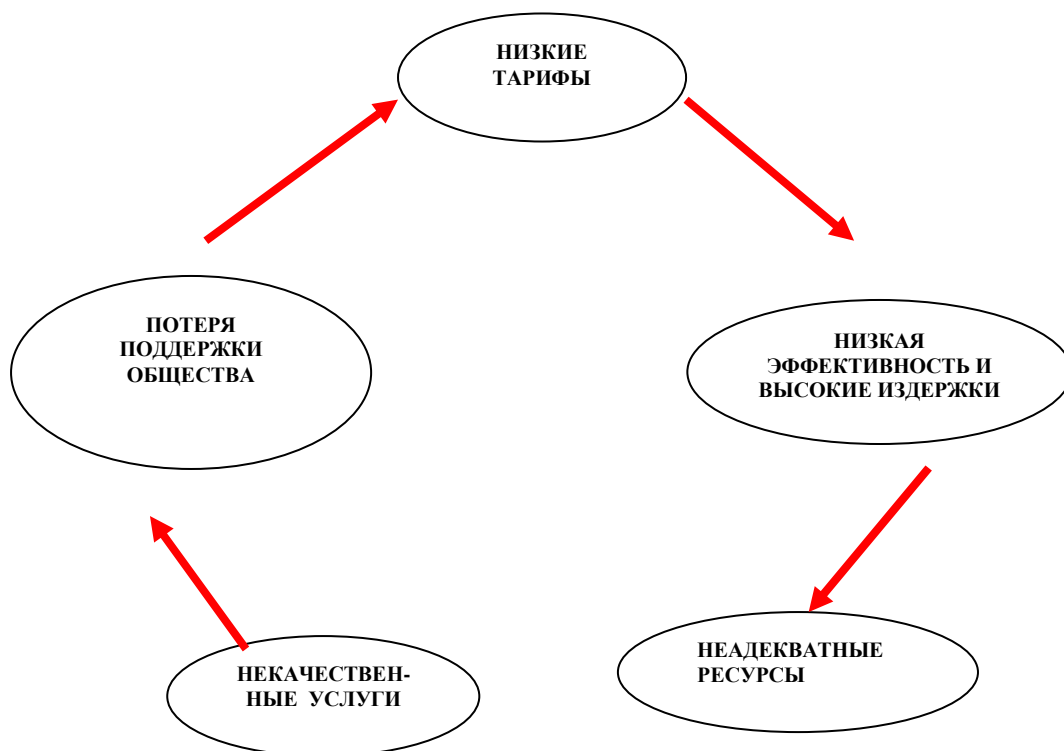 НИЗКИЕ
ТАРИФЫ
ПОТЕРЯ
ПОДДЕРЖКИ
ОБЩЕСТВА
НИЗКАЯ
ЭФФЕКТИВНОСТЬ И
ВЫСОКИЕ ИЗДЕРЖКИ
НЕКАЧЕСТВЕН-
НЫЕ УСЛУГИ
НЕАДЕКВАТНЫЕ
РЕСУРСЫ